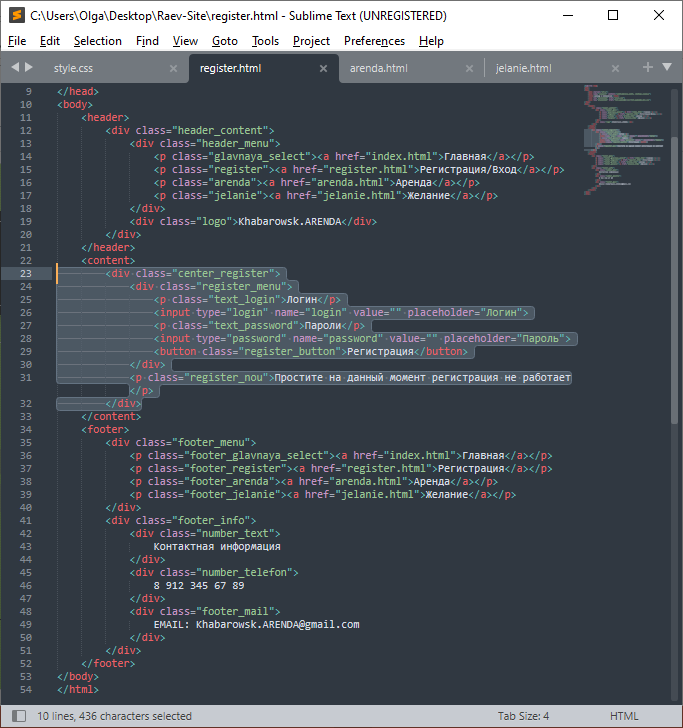 C:\Users\Olga\Desktop\Raev-Site\register.html - Sublime Text (UNREGISTERED)
File Edit Selection Find View Goto Tools Project Preferences Help
style.css register.html arenda.html jelanie.html
9 </head>
10 <body>
11 <header>
12 <div class="header_content">
13 <div class="header_menu">
14 <p class="glavnaya_select"><a href="index.html">Главная</a></p>
15 <p class="register"><a href="register.html">Регистрация/Вход</a></p>
16 <p class="arenda"><a href="arenda.html">Аренда</a></p>
17 <p class="jelanie"><a href="jelanie.html">Желание</a></p>
18 </div>
19 <div class="logo">Khabarowsk.ARENDA</div>
20 </div>
21 </header>
22 <content>
23 <div class="center_register">
24 <div class="register_menu">
25 <p class="text_login">Логин</p>
26 <input type="login" name="login" value="" placeholder="Логин">
27 <p class="text_password">Пароли</p>
28 <input type="password" name="password" value="" placeholder="Пароль">
29 <button class="register_button">Регистрация</button>
30 </div>
31 <p class="register_nou">Простите на данный момент регистрация не работает
</p>
32 </div>
33 </content>
34 <footer>
35 <div class="footer_menu">
36 <p class="footer_glavnaya_select"><a href="index.html">Главная</a></p>
37 <p class="footer_register"><a href="register.html">Регистрация</a></p>
38 <p class="footer_arenda"><a href="arenda.html">Аренда</a></p>
39 <p class="footer_jelanie"><a href="jelanie.html">Желание</a></p>
40 </div>
41 <div class="footer_info">
42 <div class="number_text">
43 Контактная информация
44 </div>
45 <div class="number_telefon">
46 8 912 345 67 89
47 </div>
48 <div class="footer_mail">
49 EMAIL: Khabarowsk.ARENDA@gmail.com
50 </div>
51 </div>
52 </footer>
53 </body>
54 </html>
10 lines, 436 characters selected Tab Size: 4 HTML